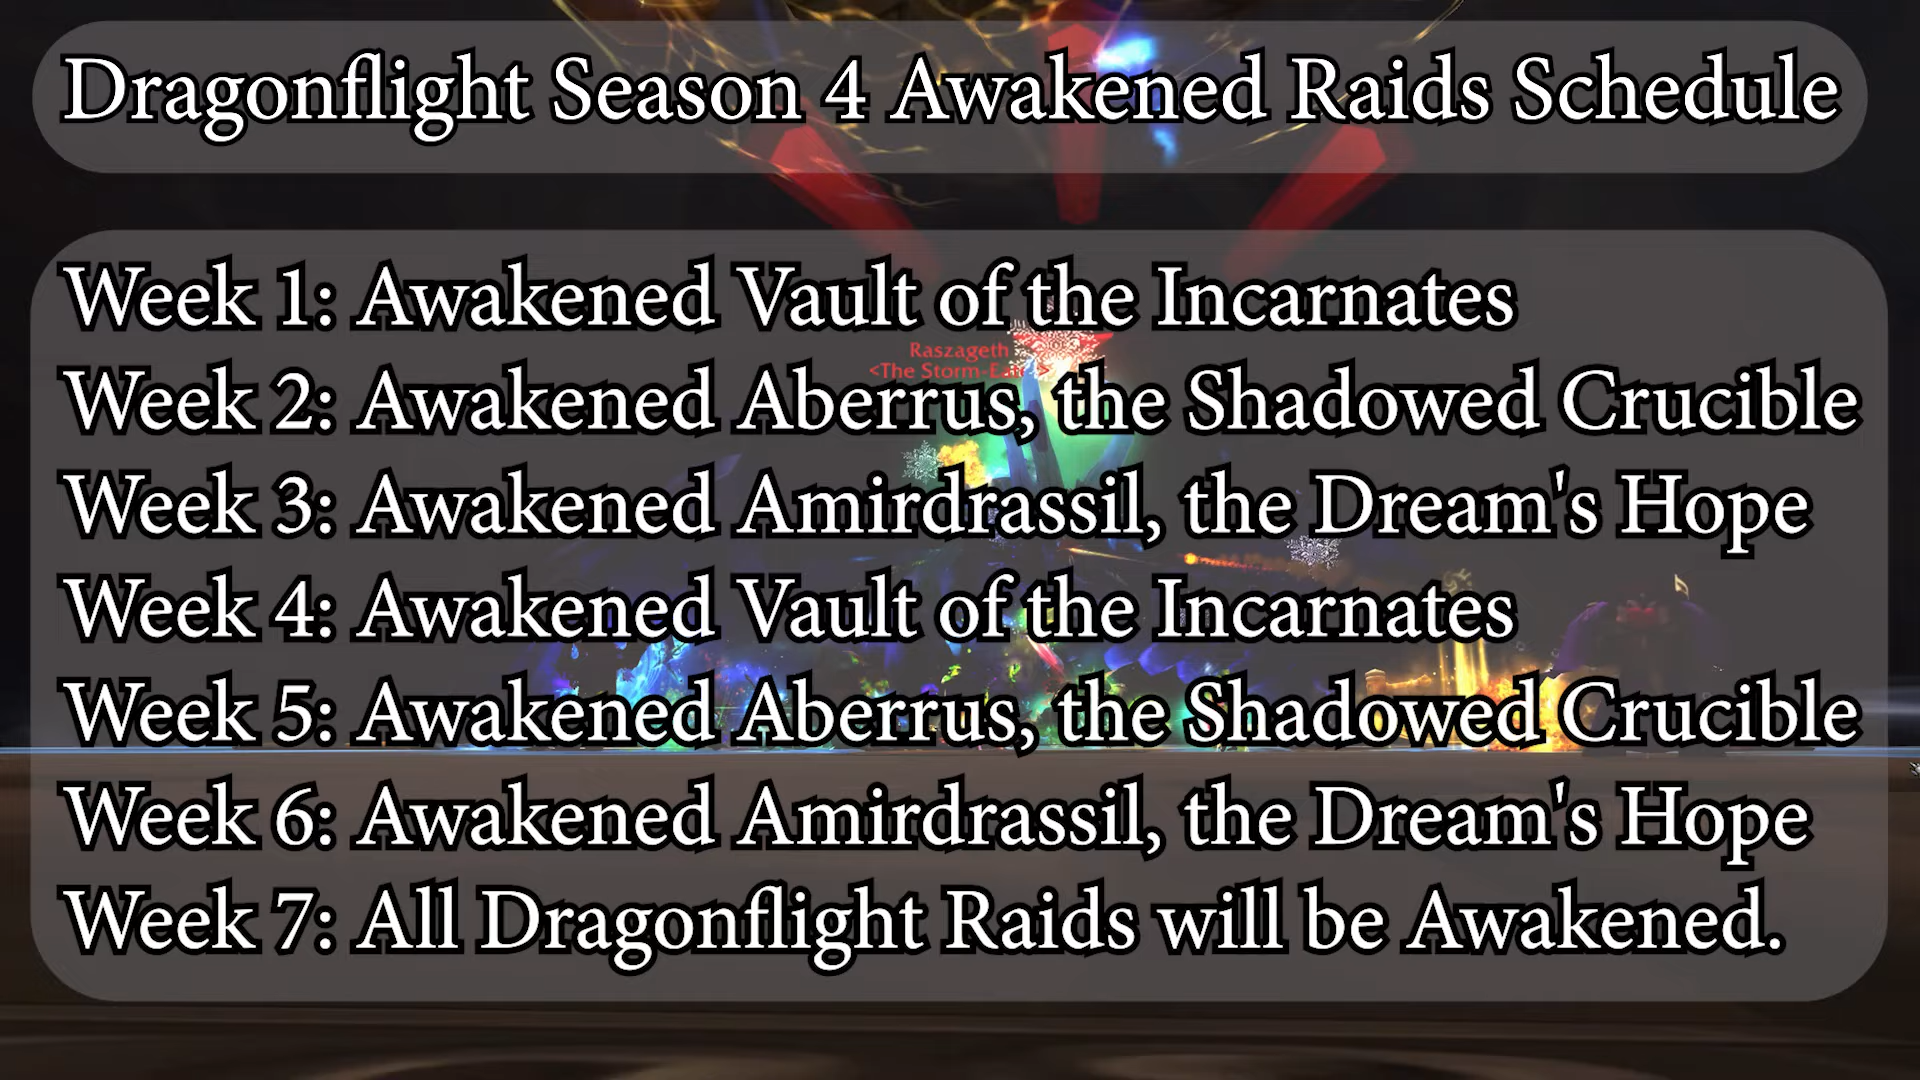 Dragonflight Season 4 Awakened Raids Schedule
Week 1: Awakened Vault of the Incarnates
Raszageth
<The Storm-
Week 2: Awakened Aberrus, the Shadowed Crucible
Week 3: Awakened Amirdrassil, the Dream's Hope
Week 4: Awakened Vault of the Incarnates
Week 5: Awakened Aberrus, the Shadowed Crucible
Week 6: Awakened Amirdrassil, the Dream's Hope
Week 7: All Dragonflight Raids will be Awakened.